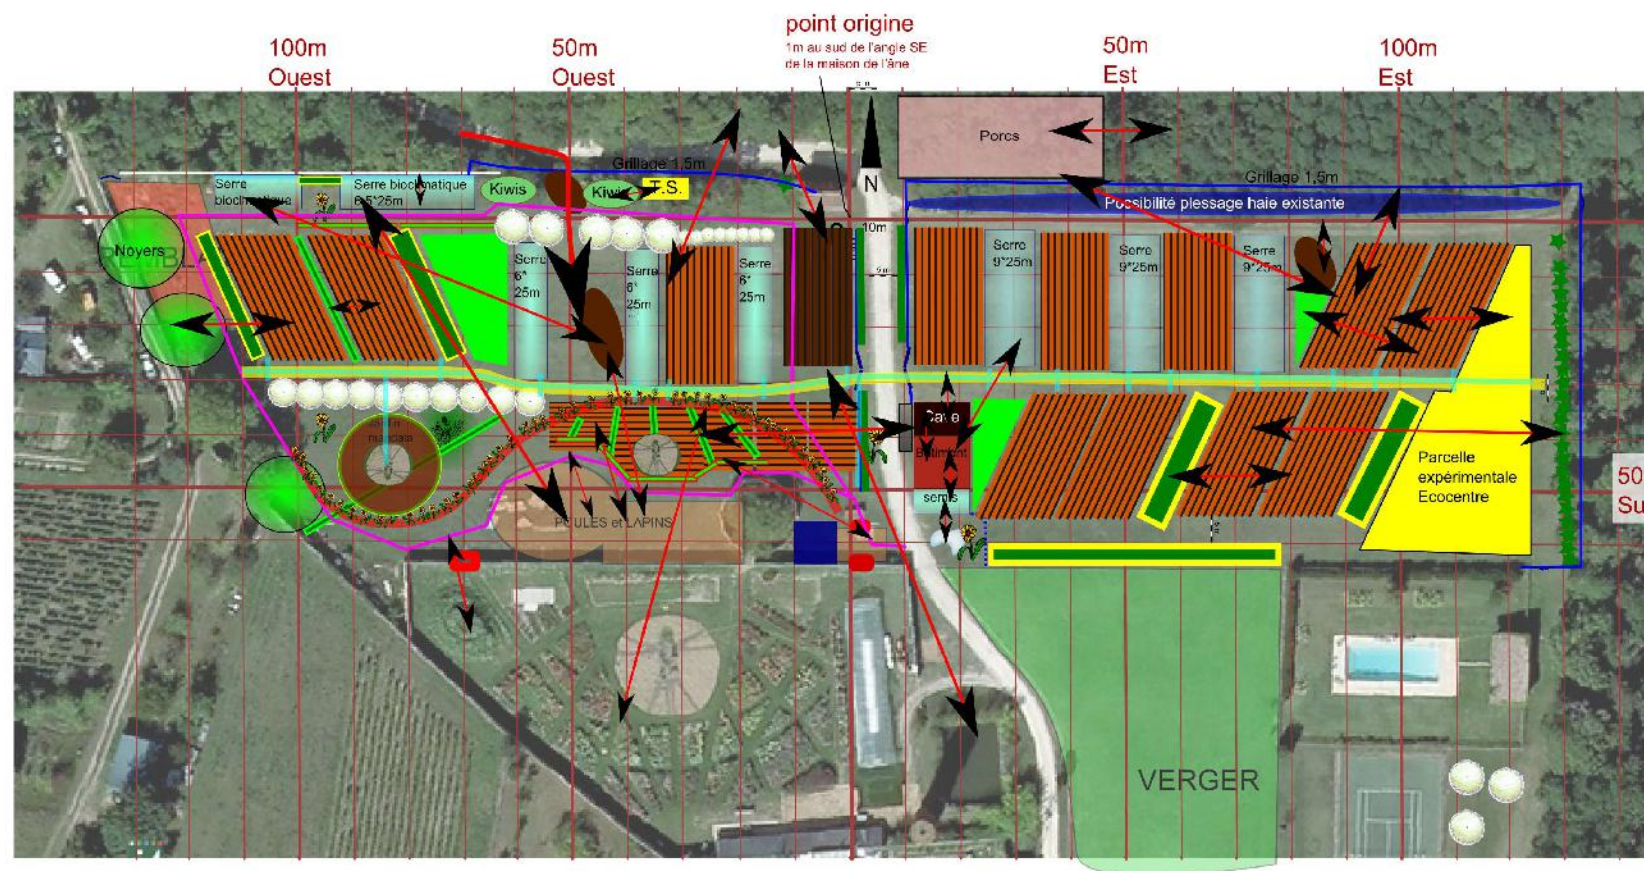 point origine
1m au sud de l'angle SE
de la maison de l'âne
100m
Ouest
50m
Ouest
50m
Est
100m
Est
Porcs
Grillage 1,5m
N
Grillage 1,5m
Serre
bioclimatique
Serre bioclimatique
6,5*25m
Kiwis
Kiwis
T.S.
Possibilité plessage haie existante
10m
Noyers
Serre
6*
25m
Serre
6*
25m
Serre
6*
25m
Serre
9*25m
Serre
9*25m
Serre
9*25m
mandala
Cave
Bâtiment
semis
Parcelle
expérimentale
Ecocentre
50
Su
POULES et LAPINS
VERGER